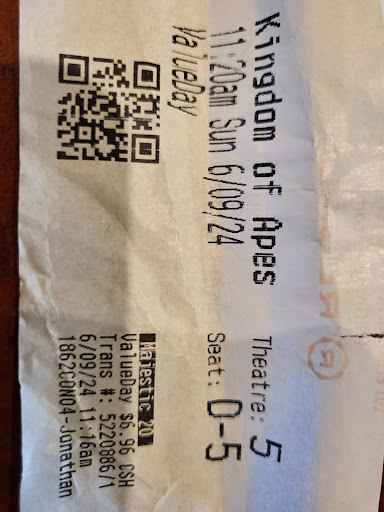 Kingdom of Apes
11:20am Sun 6/09/24
ValueDay
Theatre: 5
Seat: D-5
Majestic 20
ValueDay $6.96 CSH
Trans #: 5220886/1
6/09/24 11:16am
186200NO4-Jonathan